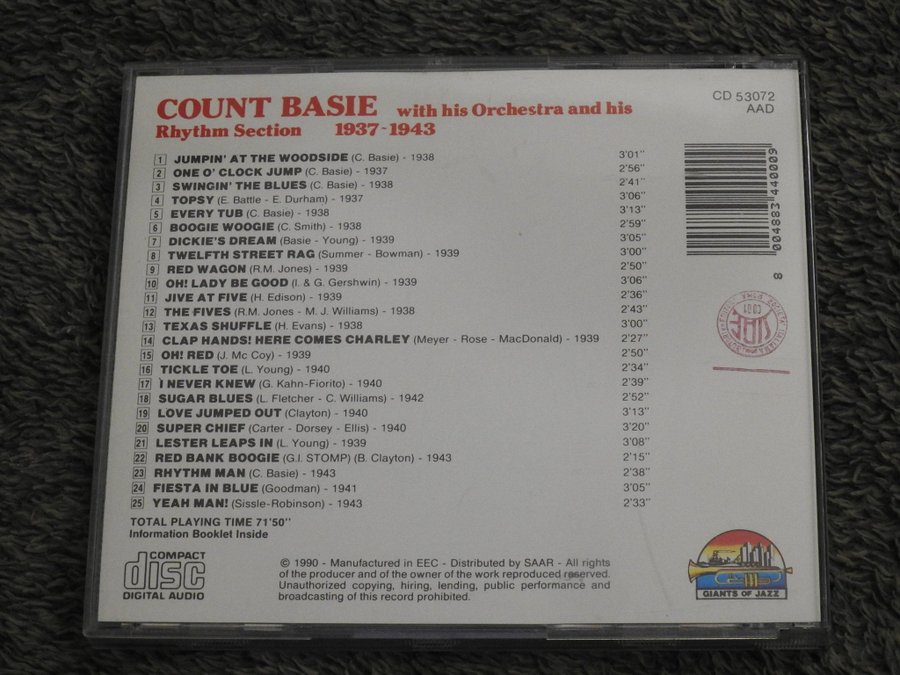 COUNT BASIE with his Orchestra and his
Rhythm Section 1937-1943
CD 53072
AAD
1 JUMPIN' AT THE WOODSIDE (C. Basie) - 1938 3'01"
2 ONE O' CLOCK JUMP (C. Basie) - 1937 2'56"
3 SWINGIN' THE BLUES (C. Basie) - 1938 2'41"
4 TOPSY (E. Battle - E. Durham) - 1937 3'06"
5 EVERY TUB (C. Basie) - 1938 3'13"
6 BOOGIE WOOGIE (C. Smith) - 1938 2'59"
7 DICKIE'S DREAM (Basie - Young) - 1939 3'05"
8 TWELFTH STREET RAG (Summer - Bowman) - 1939 3'00"
9 RED WAGON (R.M. Jones) - 1939 2'50"
10 OH! LADY BE GOOD (I. & G. Gershwin) - 1939 3'06"
11 JIVE AT FIVE (H. Edison) - 1939 2'36"
12 THE FIVES (R.M. Jones - M. J. Williams) - 1938 2'43"
13 TEXAS SHUFFLE (H. Evans) - 1938 3'00"
14 CLAP HANDS! HERE COMES CHARLEY (Meyer - Rose - MacDonald) - 1939 2'27"
15 OH! RED (J. Mc Coy) - 1939 2'50"
16 TICKLE TOE (L. Young) - 1940 2'34"
17 I NEVER KNEW (G. Kahn-Fiorito) - 1940 2'39"
18 SUGAR BLUES (L. Fletcher - C. Williams) - 1942 2'52"
19 LOVE JUMPED OUT (Clayton) - 1940 3'13"
20 SUPER CHIEF (Carter - Dorsey - Ellis) - 1940 3'20"
21 LESTER LEAPS IN (L. Young) - 1939 3'08"
22 RED BANK BOOGIE (G.I. STOMP) (B. Clayton) - 1943 2'15"
23 RHYTHM MAN (C. Basie) - 1943 2'38"
24 FIESTA IN BLUE (Goodman) - 1941 3'05"
25 YEAH MAN! (Sissle-Robinson) - 1943 2'33"
004883 440009
8
SIAE
TOTAL PLAYING TIME 71'50"
Information Booklet Inside
COMPACT
disc
DIGITAL AUDIO
© 1990 - Manufactured in EEC - Distributed by SAAR - All rights
of the producer and of the owner of the work reproduced reserved.
Unauthorized copying, hiring, lending, public performance and
broadcasting of this record prohibited.
GIANTS OF JAZZ